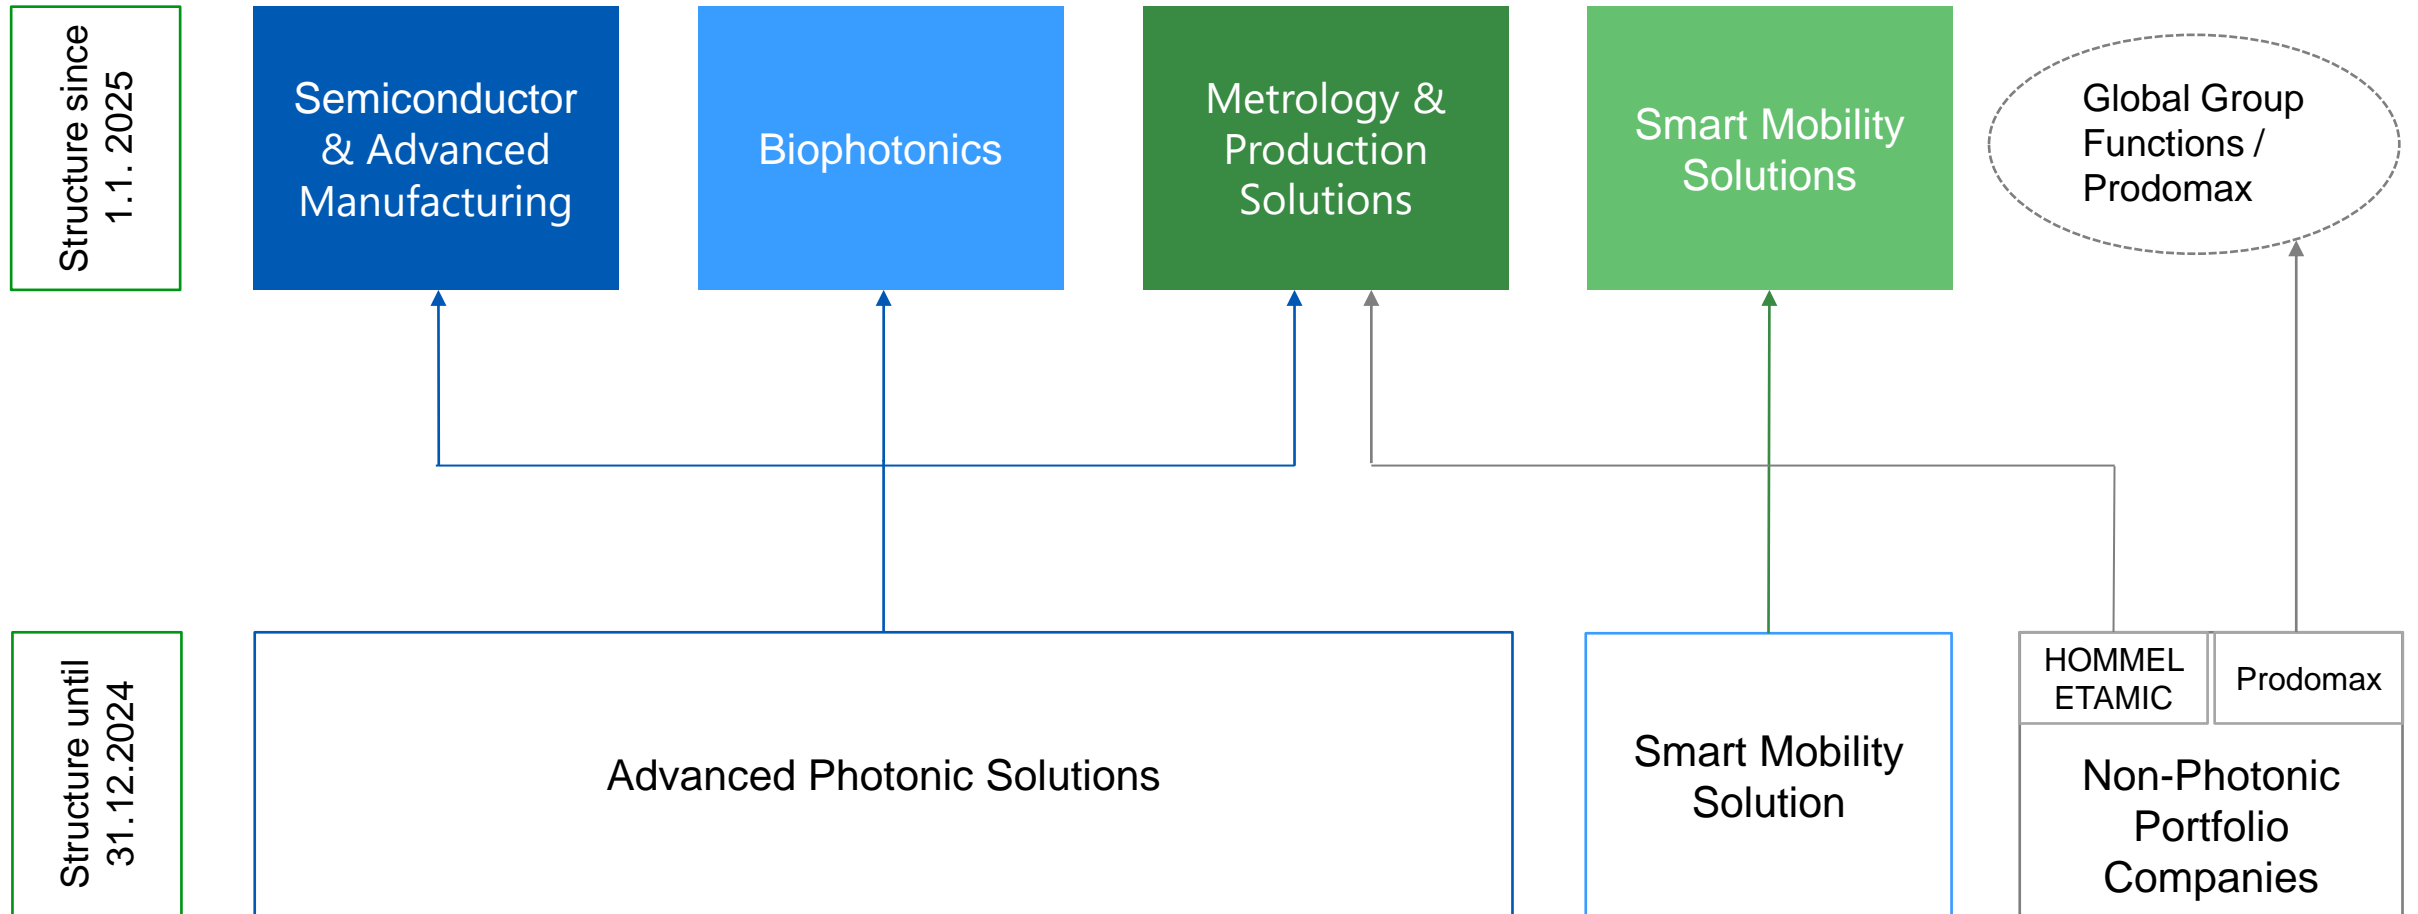 Structure since
1.1. 2025
Semiconductor
& Advanced
Manufacturing
Biophotonics
Metrology &
Production
Solutions
Smart Mobility
Solutions
Global Group
Functions /
Prodomax
Structure until
31.12.2024
Advanced Photonic Solutions
Smart Mobility
Solution
HOMMEL
ETAMIC
Prodomax
Non-Photonic
Portfolio
Companies